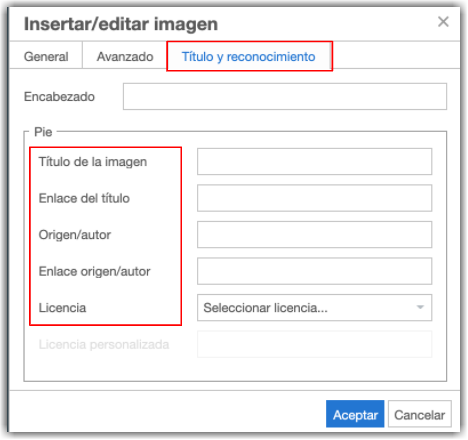 Insertar/editar imagen ×
General Avanzado Título y reconocimiento
Encabezado
Pie
Título de la imagen
Enlace del título
Origen/autor
Enlace origen/autor
Licencia Seleccionar licencia...
Licencia personalizada
Aceptar Cancelar